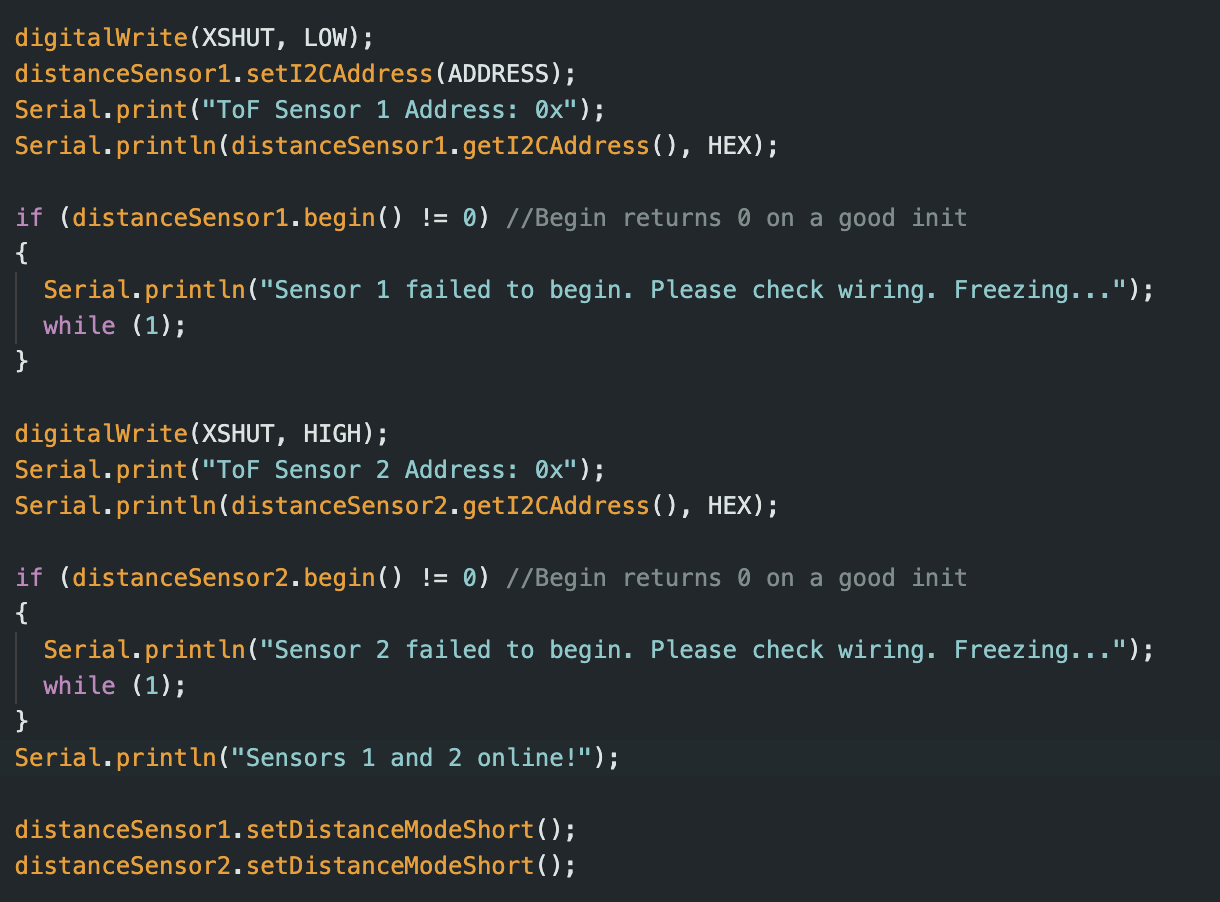 digitalWrite(XSHUT, LOW);
distanceSensor1.setI2CAddress(ADDRESS);
Serial.print("ToF Sensor 1 Address: 0x");
Serial.println(distanceSensor1.getI2CAddress(), HEX);

if (distanceSensor1.begin() != 0) //Begin returns 0 on a good init
{
  Serial.println("Sensor 1 failed to begin. Please check wiring. Freezing...");
  while (1);
}

digitalWrite(XSHUT, HIGH);
Serial.print("ToF Sensor 2 Address: 0x");
Serial.println(distanceSensor2.getI2CAddress(), HEX);

if (distanceSensor2.begin() != 0) //Begin returns 0 on a good init
{
  Serial.println("Sensor 2 failed to begin. Please check wiring. Freezing...");
  while (1);
}
Serial.println("Sensors 1 and 2 online!");

distanceSensor1.setDistanceModeShort();
distanceSensor2.setDistanceModeShort();